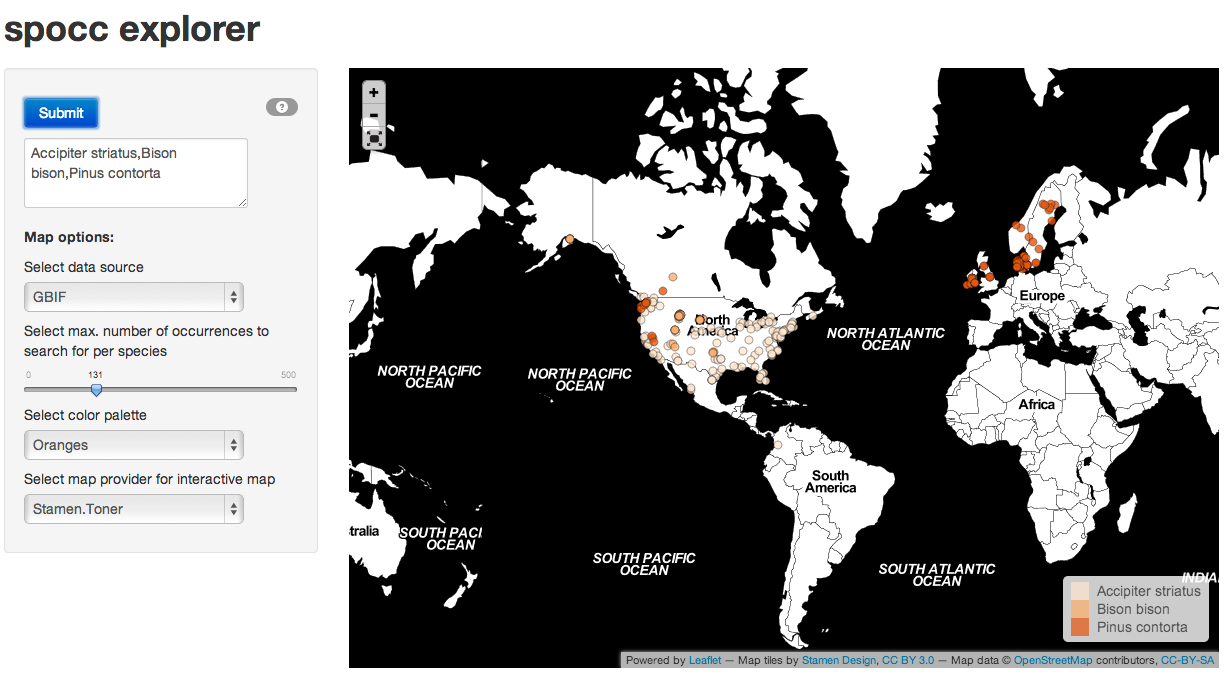 spocc explorer
Submit
?
Accipiter striatus,Bison
bison,Pinus contorta
Map options:
Select data source
GBIF
Select max. number of occurrences to
search for per species
0
131
500
Select color palette
Oranges
Select map provider for interactive map
Stamen.Toner
+
-
North
America
Europe
NORTH ATLANTIC
OCEAN
NORTH PACIFIC
OCEAN
NORTH PACIFIC
OCEAN
Africa
South
America
tralia
SOUTH PACI
OCEAN
SOUTH PACIFIC
OCEAN
SOUTH ATLANTIC
OCEAN
INDIA
Accipiter striatus
Bison bison
Pinus contorta
Powered by Leaflet — Map tiles by Stamen Design, CC BY 3.0 — Map data © OpenStreetMap contributors, CC-BY-SA